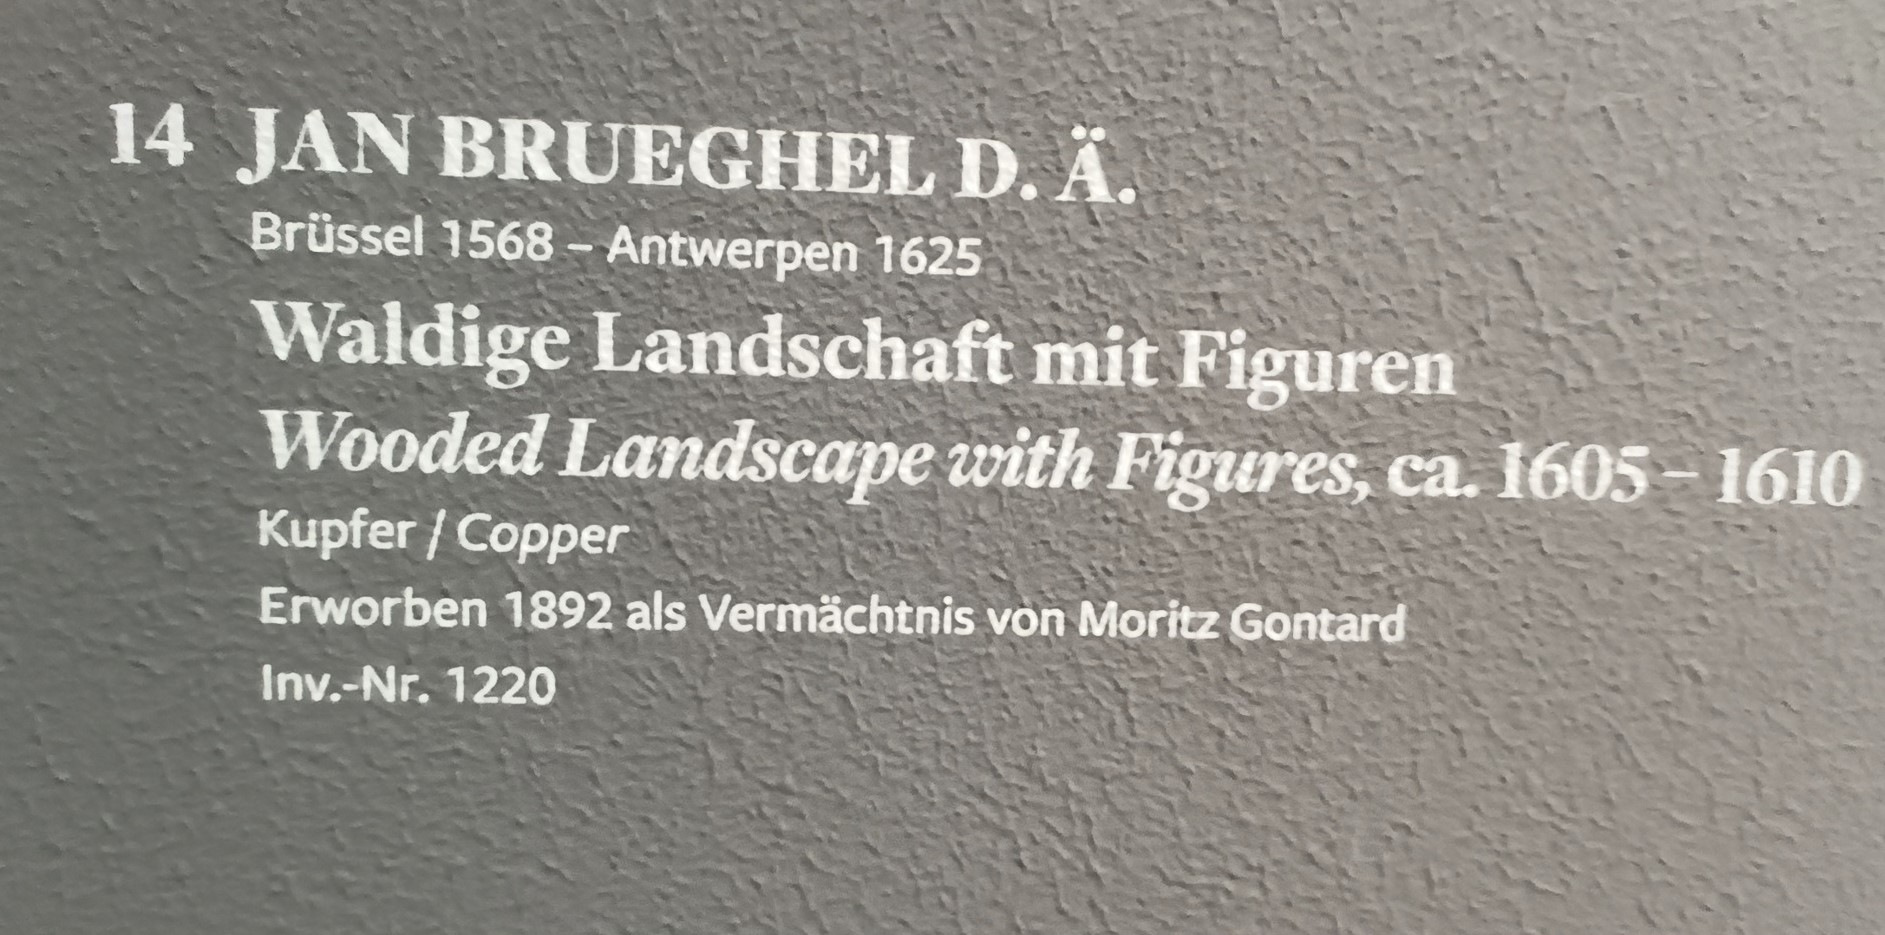 14 JAN BRUEGHEL D. Ä.
Brüssel 1568 – Antwerpen 1625
Waldige Landschaft mit Figuren
Wooded Landscape with Figures, ca. 1605 – 1610
Kupfer / Copper
Erworben 1892 als Vermächtnis von Moritz Gontard
Inv.-Nr. 1220